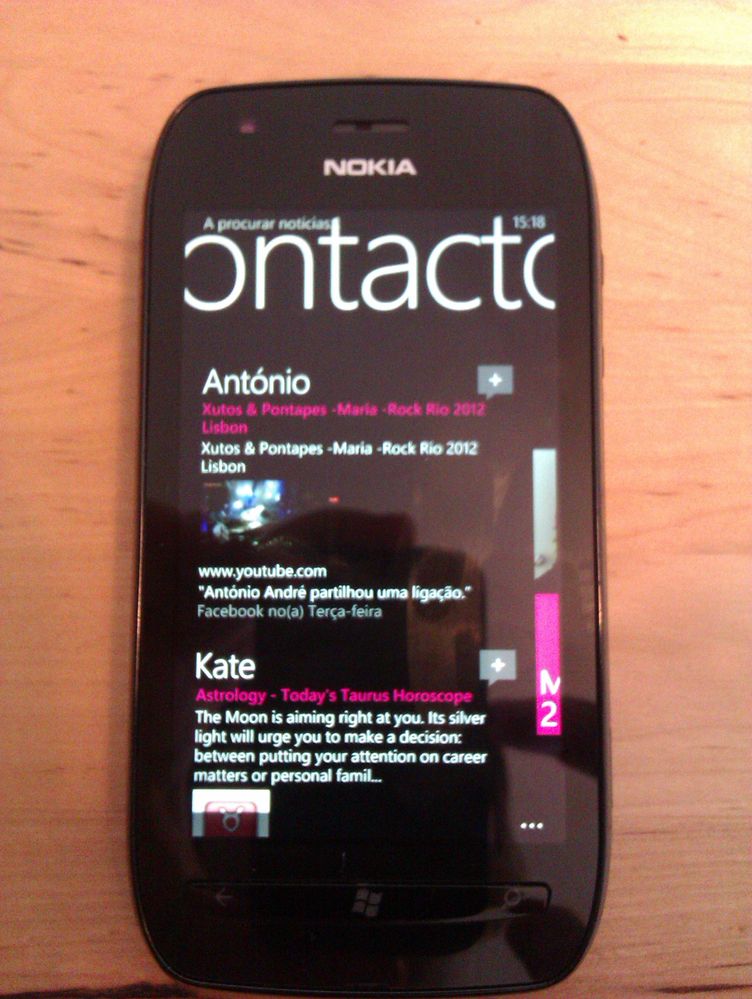 NOKIA
A procurar notícias...
15:18
ontacto
António
Xutos & Pontapes -Maria -Rock Rio 2012
Lisbon
Xutos & Pontapes -Maria -Rock Rio 2012
Lisbon
www.youtube.com
"António André partilhou uma ligação."
Facebook no(a) Terça-feira
Kate
Astrology - Today's Taurus Horoscope
The Moon is aiming right at you. Its silver
light will urge you to make a decision:
between putting your attention on career
matters or personal famil...
M
2
...